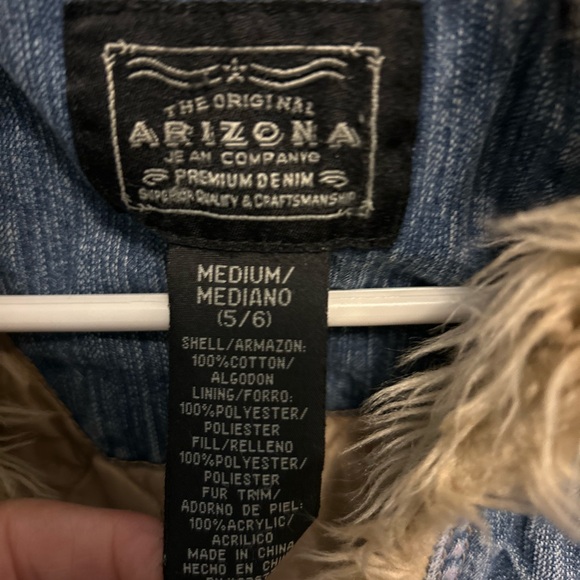 THE ORIGINAL
ARIZONA
JEAN COMPANY®
PREMIUM DENIM
SUPERIOR QUALITY & CRAFTSMANSHIP
MEDIUM/
MEDIANO
(5/6)
SHELL/ARMAZON:
100%COTTON/
ALGODON
LINING/FORRO:
100%POLYESTER/
POLIESTER
FILL/RELLENO
100%POLYESTER/
POLIESTER
FUR TRIM/
ADORNO DE PIEL:
100%ACRYLIC/
ACRILICO
MADE IN CHINA
HECHO EN